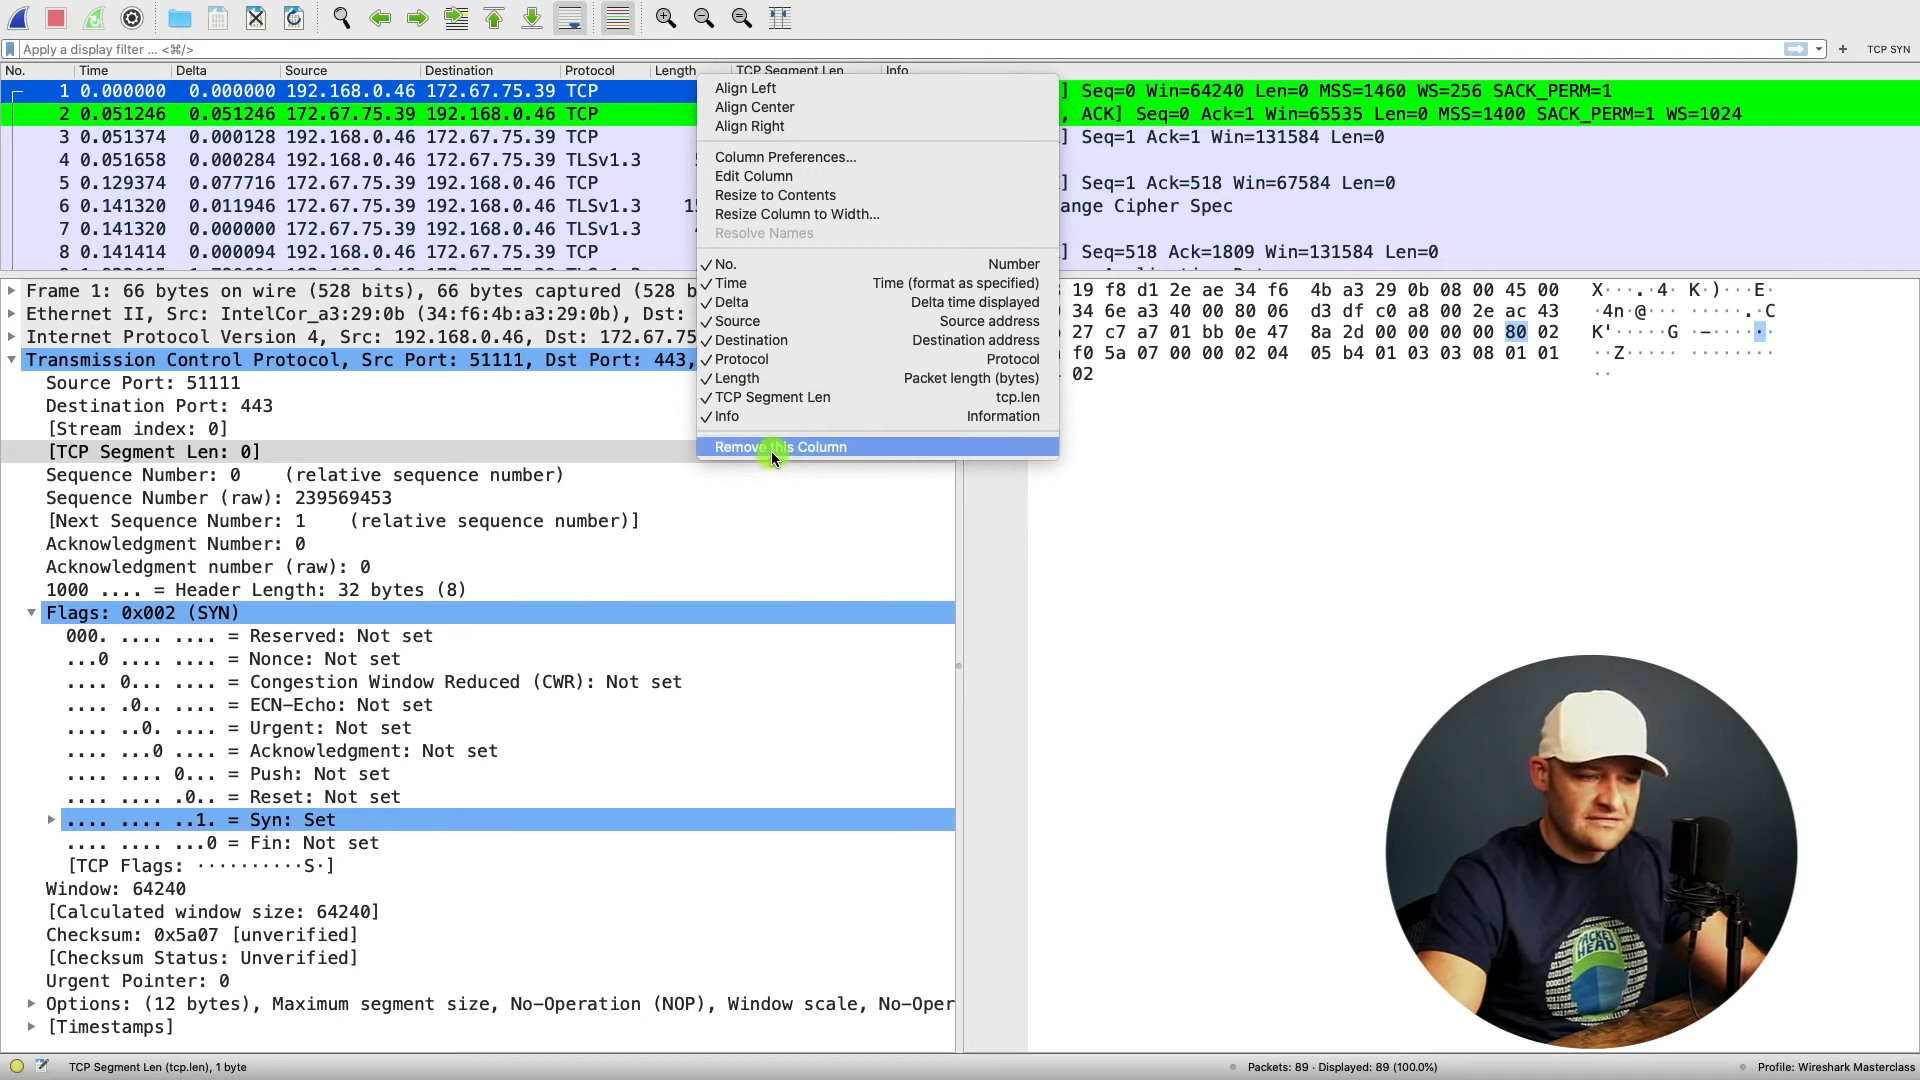 Apply a display filter ... <⌘/>
TCP SYN
No. Time Delta Source Destination Protocol Length TCP Segment Len Info
1 0.000000 0.000000 192.168.0.46 172.67.75.39 TCP ] Seq=0 Win=64240 Len=0 MSS=1460 WS=256 SACK_PERM=1
2 0.051246 0.051246 172.67.75.39 192.168.0.46 TCP , ACK] Seq=0 Ack=1 Win=65535 Len=0 MSS=1400 SACK_PERM=1 WS=1024
3 0.051374 0.000128 192.168.0.46 172.67.75.39 TCP ] Seq=1 Ack=1 Win=131584 Len=0
4 0.051658 0.000284 192.168.0.46 172.67.75.39 TLSv1.3
5 0.129374 0.077716 172.67.75.39 192.168.0.46 TCP ] Seq=1 Ack=518 Win=67584 Len=0
6 0.141320 0.011946 172.67.75.39 192.168.0.46 TLSv1.3 ange Cipher Spec
7 0.141320 0.000000 172.67.75.39 192.168.0.46 TLSv1.3
8 0.141414 0.000094 192.168.0.46 172.67.75.39 TCP ] Seq=518 Ack=1809 Win=131584 Len=0
Align Left
Align Center
Align Right
Column Preferences...
Edit Column
Resize to Contents
Resize Column to Width...
Resolve Names
✓ No. Number
✓ Time Time (format as specified)
✓ Delta Delta time displayed
✓ Source Source address
✓ Destination Destination address
✓ Protocol Protocol
✓ Length Packet length (bytes)
✓ TCP Segment Len tcp.len
✓ Info Information
Remove this Column
Frame 1: 66 bytes on wire (528 bits), 66 bytes captured (528 b
Ethernet II, Src: IntelCor_a3:29:0b (34:f6:4b:a3:29:0b), Dst:
Internet Protocol Version 4, Src: 192.168.0.46, Dst: 172.67.75
Transmission Control Protocol, Src Port: 51111, Dst Port: 443,
Source Port: 51111
Destination Port: 443
[Stream index: 0]
[TCP Segment Len: 0]
Sequence Number: 0 (relative sequence number)
Sequence Number (raw): 239569453
[Next Sequence Number: 1 (relative sequence number)]
Acknowledgment Number: 0
Acknowledgment number (raw): 0
1000 .... = Header Length: 32 bytes (8)
Flags: 0x002 (SYN)
000. .... .... = Reserved: Not set
...0 .... .... = Nonce: Not set
.... 0... .... = Congestion Window Reduced (CWR): Not set
.... .0.. .... = ECN-Echo: Not set
.... ..0. .... = Urgent: Not set
.... ...0 .... = Acknowledgment: Not set
.... .... 0... = Push: Not set
.... .... .0.. = Reset: Not set
.... .... ..1. = Syn: Set
.... .... ...0 = Fin: Not set
[TCP Flags: ··········S·]
Window: 64240
[Calculated window size: 64240]
Checksum: 0x5a07 [unverified]
[Checksum Status: Unverified]
Urgent Pointer: 0
Options: (12 bytes), Maximum segment size, No-Operation (NOP), Window scale, No-Oper
[Timestamps]
19 f8 d1 2e ae 34 f6 4b a3 29 0b 08 00 45 00 X···.·4· K·)···E·
34 6e a3 40 00 80 06 d3 df c0 a8 00 2e ac 43 ·4n·@··· ·····.·C
27 c7 a7 01 bb 0e 47 8a 2d 00 00 00 00 80 02 K'·····G ·-······
f0 5a 07 00 00 02 04 05 b4 01 03 03 08 01 01 ··Z····· ········
02 ··
PACKET
HEAD
TCP Segment Len (tcp.len), 1 byte
Packets: 89 · Displayed: 89 (100.0%)
Profile: Wireshark Masterclass